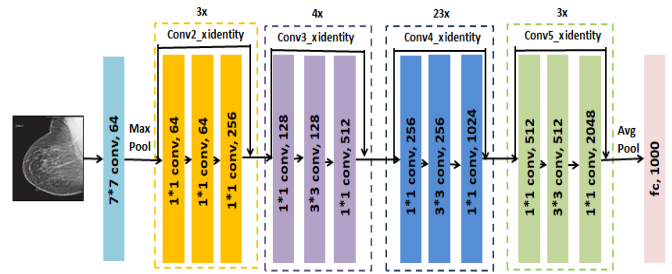 3x
4x
23x
3x
Conv2_xidentity
Conv3_xidentity
Conv4_xidentity
Conv5_xidentity
7*7 conv, 64
Max
Pool
1*1 conv, 64
1*1 conv, 64
1*1 conv, 256
1*1 conv, 128
3*3 conv, 128
1*1 conv, 512
1*1 conv, 256
3*3 conv, 256
1*1 conv, 1024
1*1 conv, 512
3*3 conv, 512
1*1 conv, 2048
Avg
Pool
fc, 1000